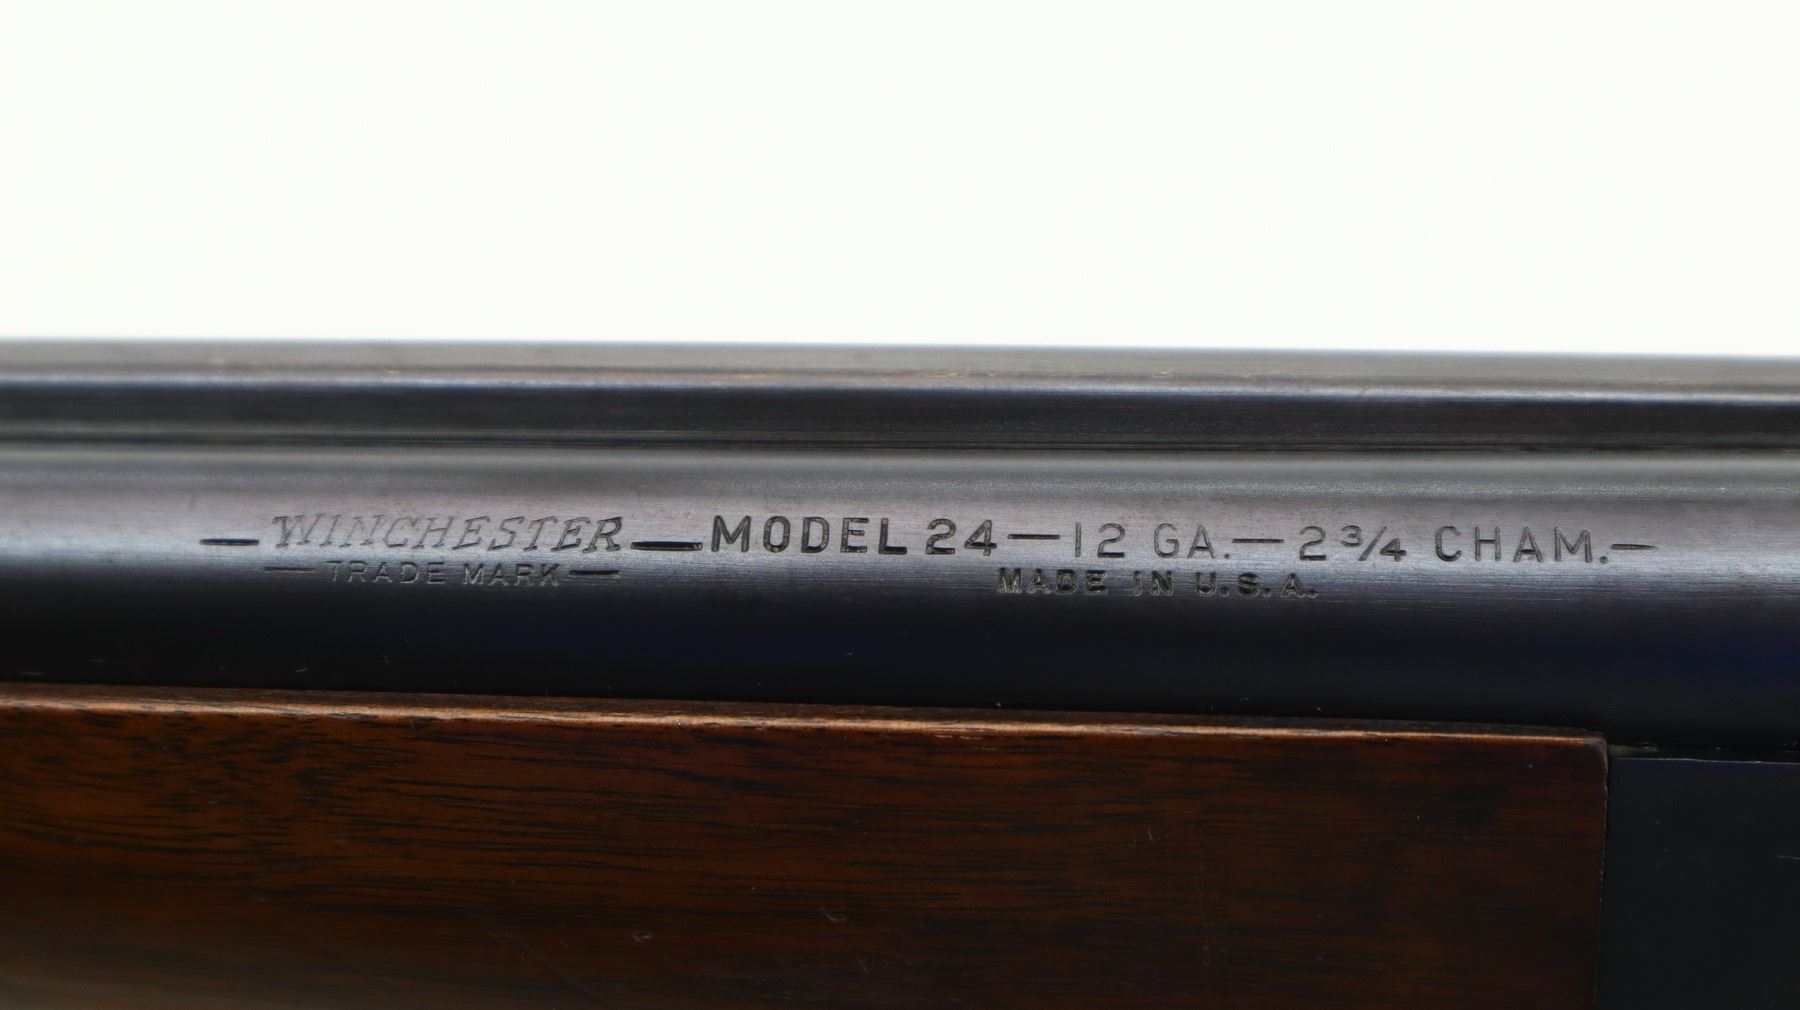 —WINCHESTER—MODEL 24—12 GA.—2¾ CHAM.—
—TRADE MARK— MADE IN U.S.A.